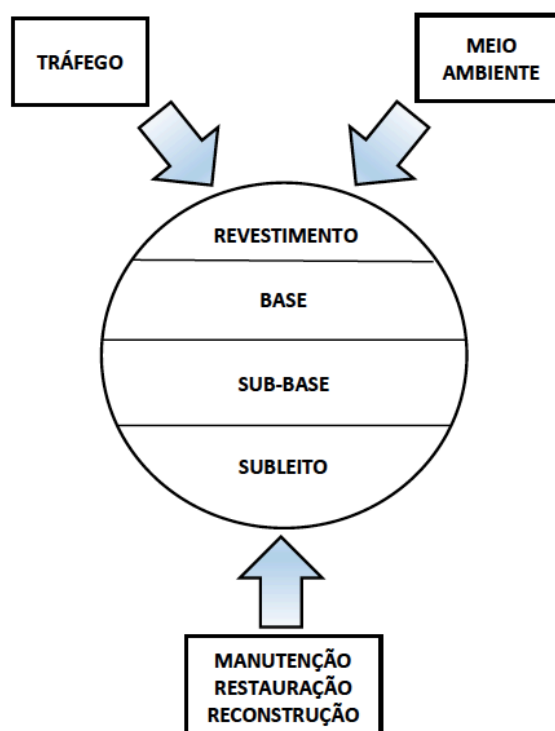 TRÁFEGO
MEIO
AMBIENTE
REVESTIMENTO
BASE
SUB-BASE
SUBLEITO
MANUTENÇÃO
RESTAURAÇÃO
RECONSTRUÇÃO